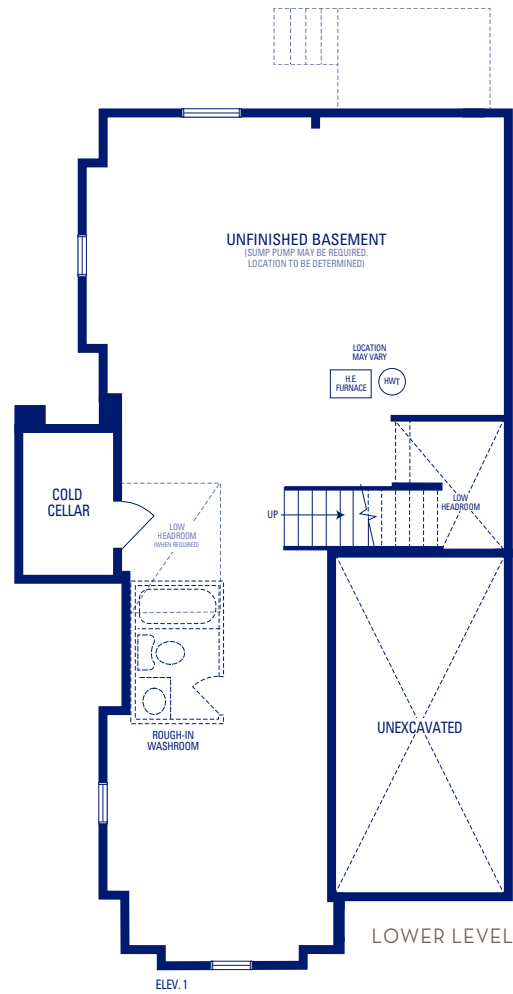 UNFINISHED BASEMENT
(SUMP PUMP MAY BE REQUIRED.
LOCATION TO BE DETERMINED)
LOCATION
MAY VARY
H.E.
FURNACE
HWT
COLD
CELLAR
LOW
HEADROOM
(WHEN REQUIRED)
UP
LOW
HEADROOM
ROUGH-IN
WASHROOM
UNEXCAVATED
LOWER LEVEL
ELEV. 1